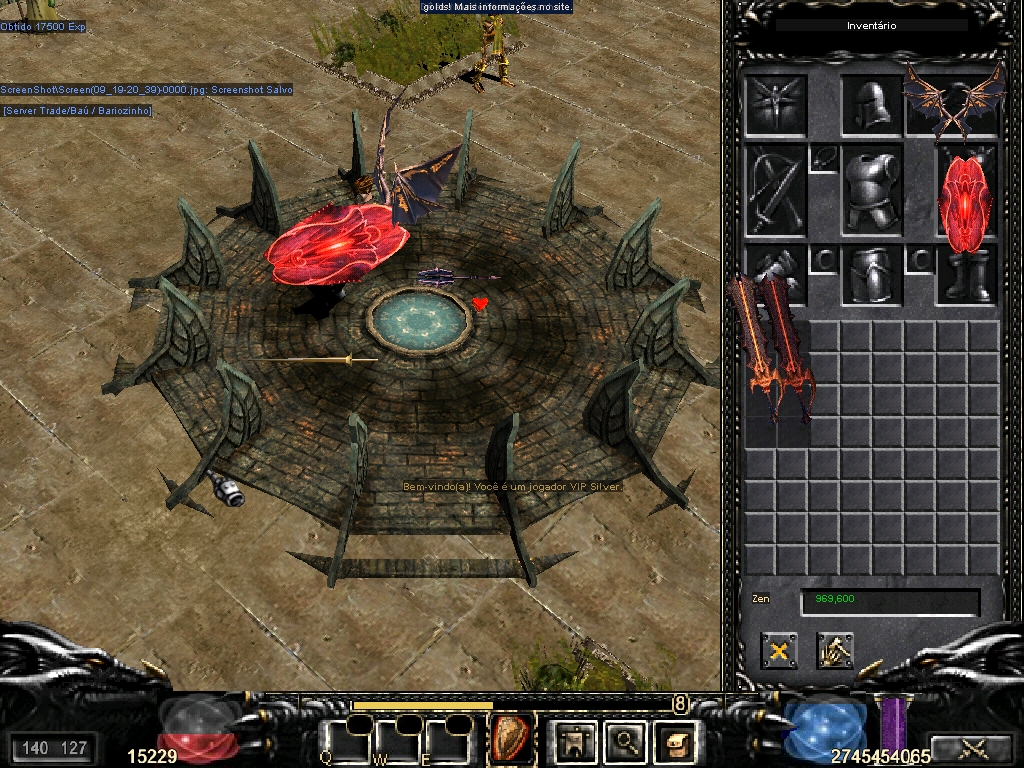 golds! Mais informações no site.
Inventário
Obtido 17500 Exp
ScreenShot\Screen(09_19-20_39)-0000.jpg: Screenshot Salvo
[Server Trade/Baú / Bariozinho]
Bem-vindo(a)! Você é um jogador VIP Silver.
Zen 969,600
8
140 127
15229
Q W E
2745454065